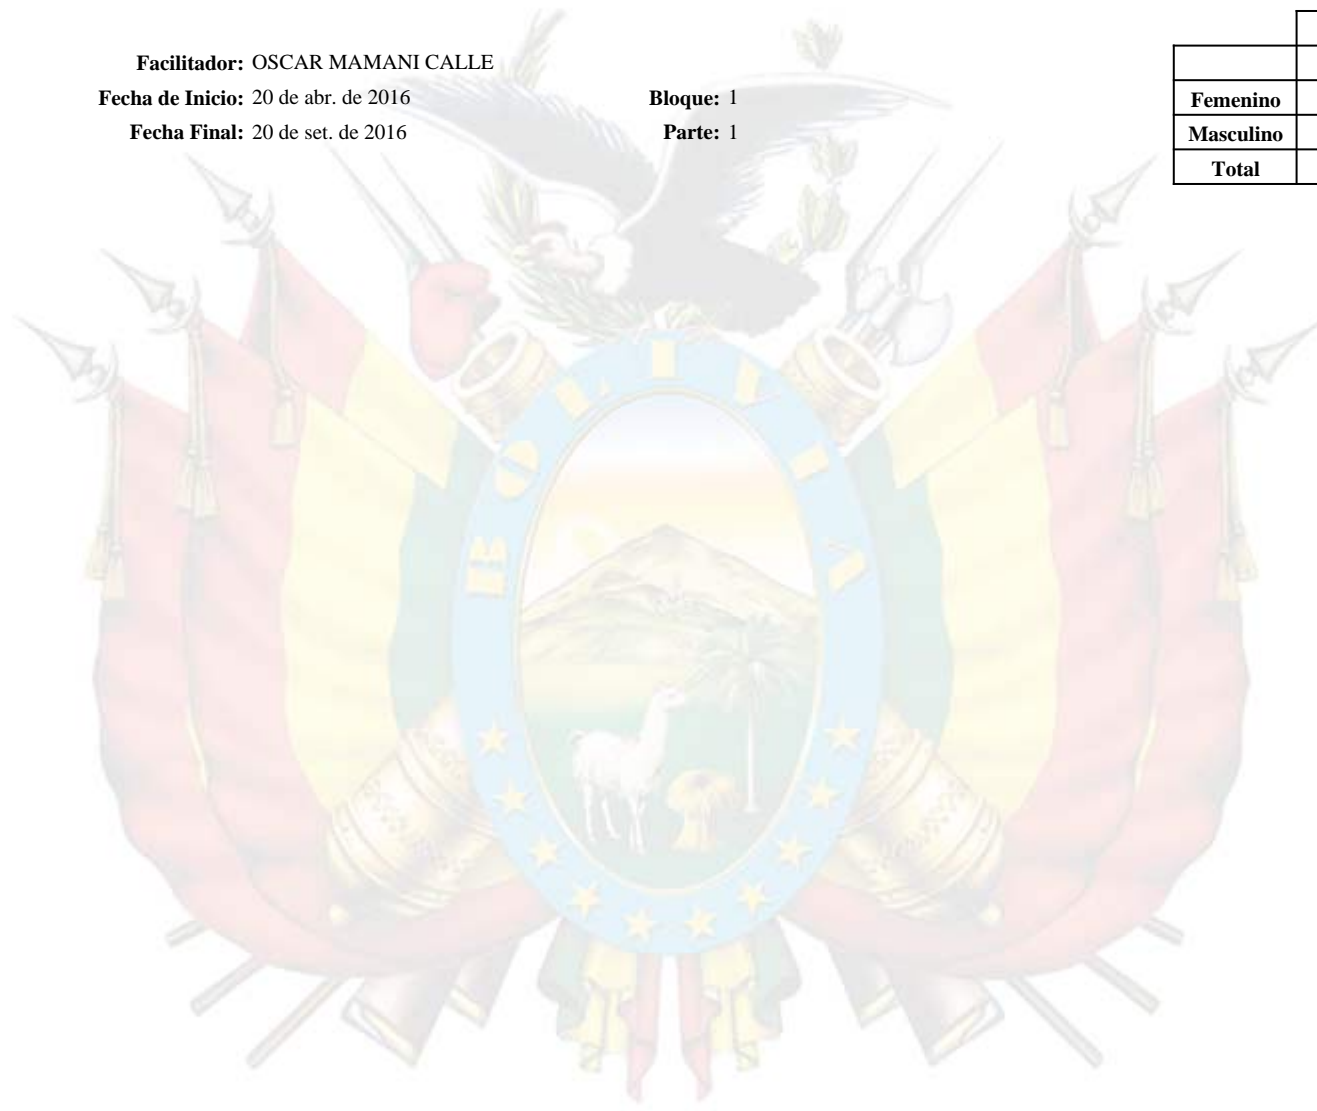 Facilitador: OSCAR MAMANI CALLE
Fecha de Inicio: 20 de abr. de 2016 Bloque: 1
Fecha Final: 20 de set. de 2016 Parte: 1
Femenino
Masculino
Total
BOLIVIA